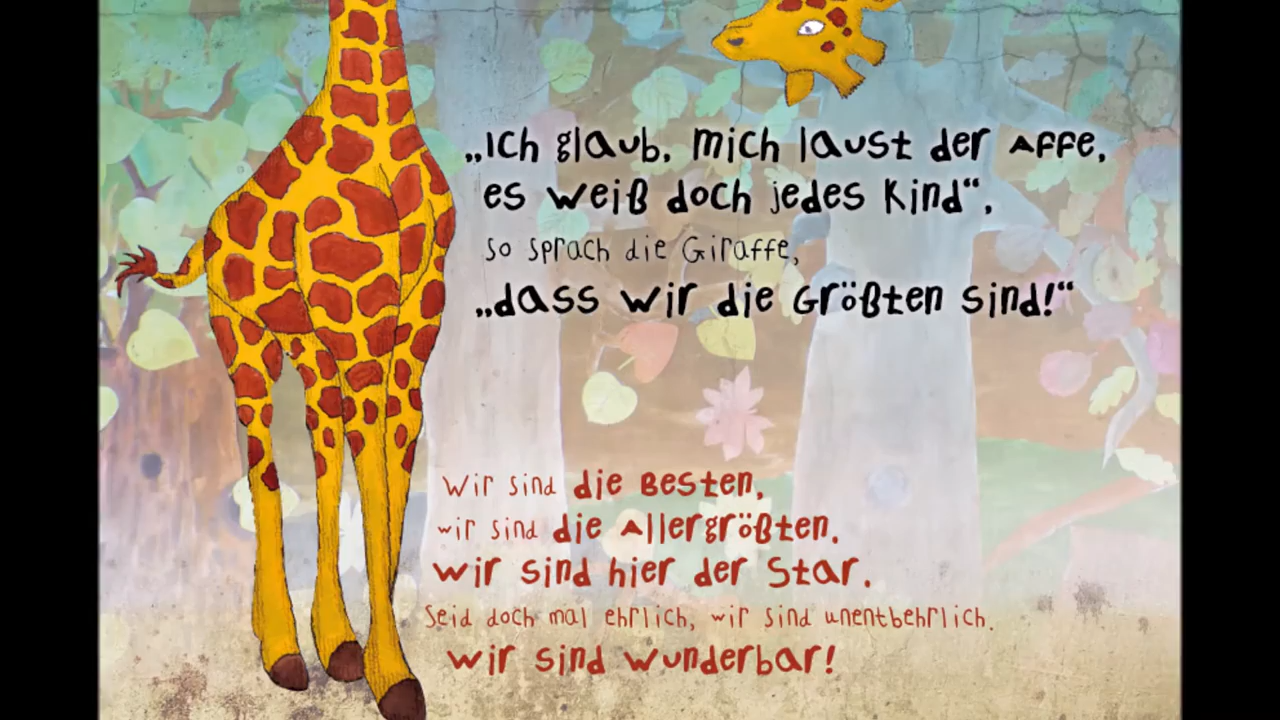 „Ich glaub, mich laust der Affe,
es weiß doch jedes Kind“,
so sprach die Giraffe,
„dass wir die Größten sind!“
Wir sind die Besten,
wir sind die Allergrößten,
wir sind hier der Star.
Seid doch mal ehrlich, wir sind unentbehrlich.
Wir sind wunderbar!